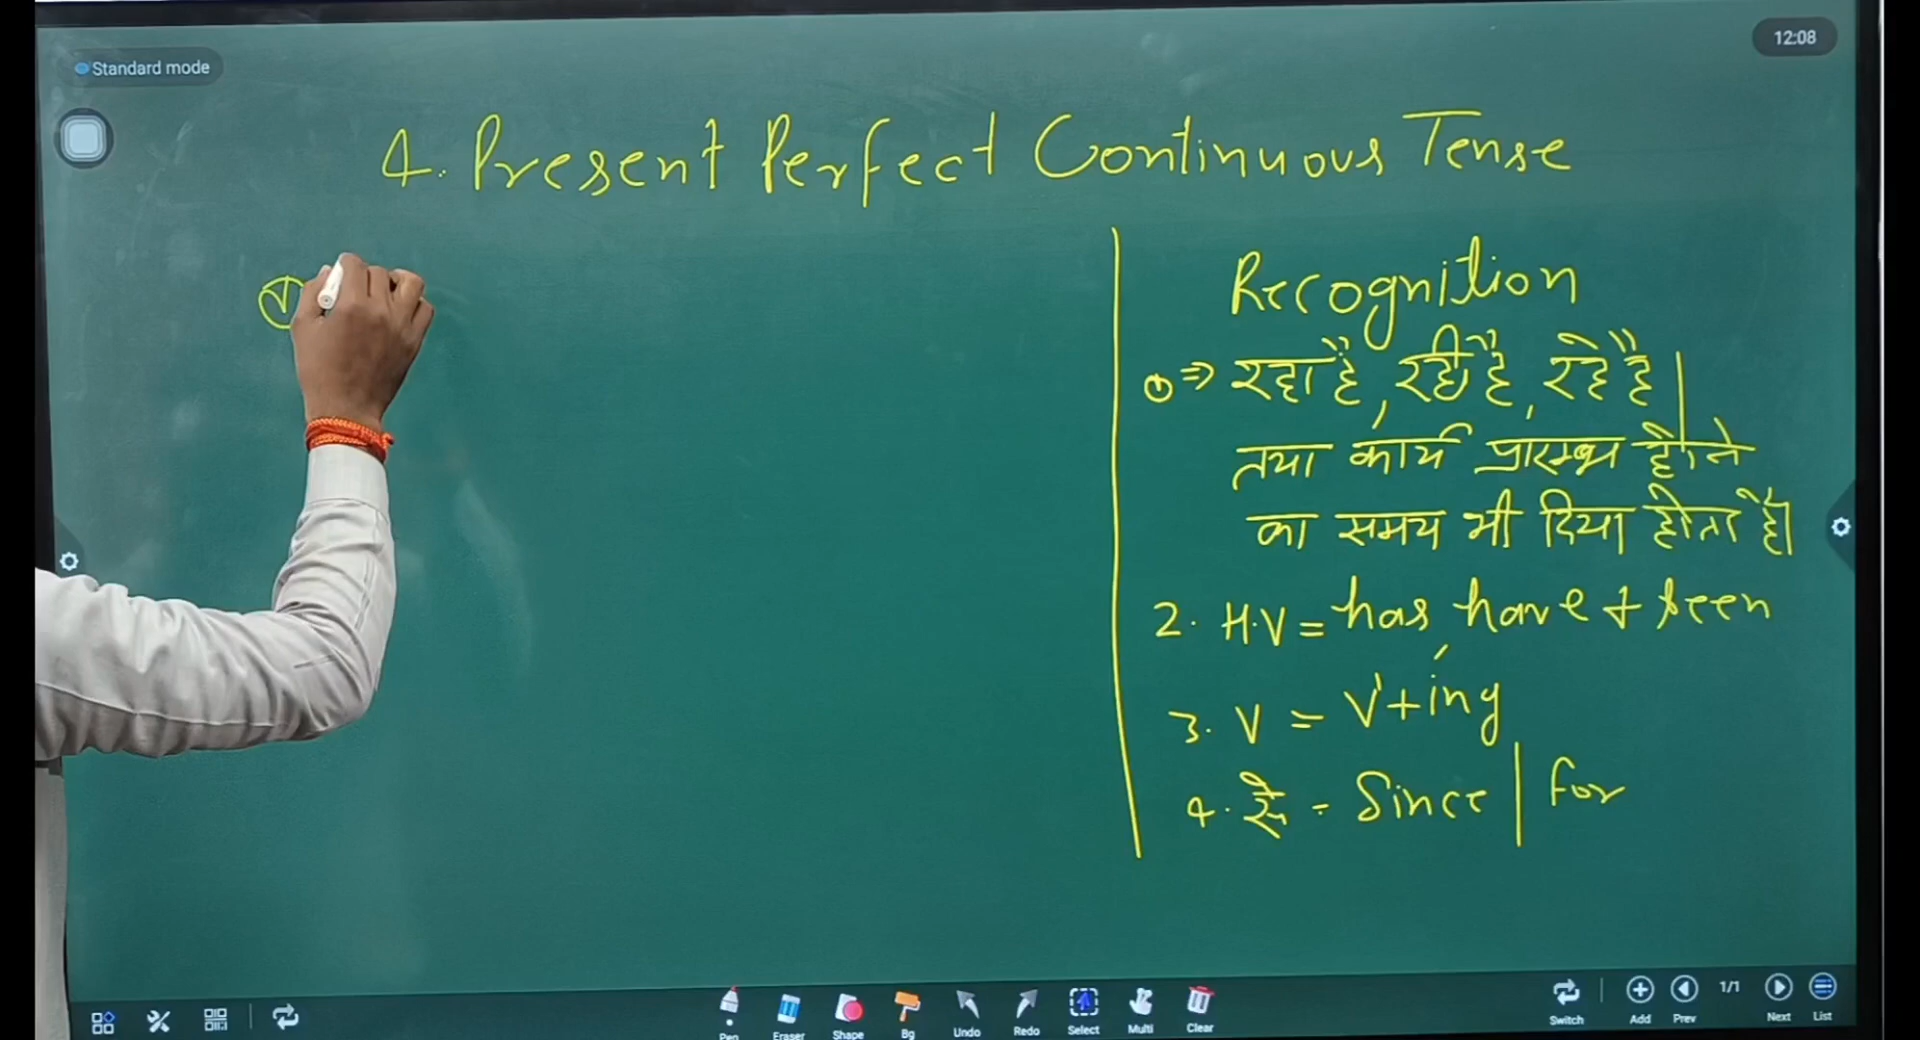 Standard mode
12:08
4. Present Perfect Continuous Tense
Recognition
① ⇒ रहा है, रही है, रहे हैं|
तथा कार्य प्रारम्भ होने
का समय भी दिया होता है।
2. H.V = has, have + been
3. V = V¹+ing
4. से = Since | for
Pen Eraser Shape Bg Undo Redo Select Multi Clear
Switch Add Prev 1/1 Next List